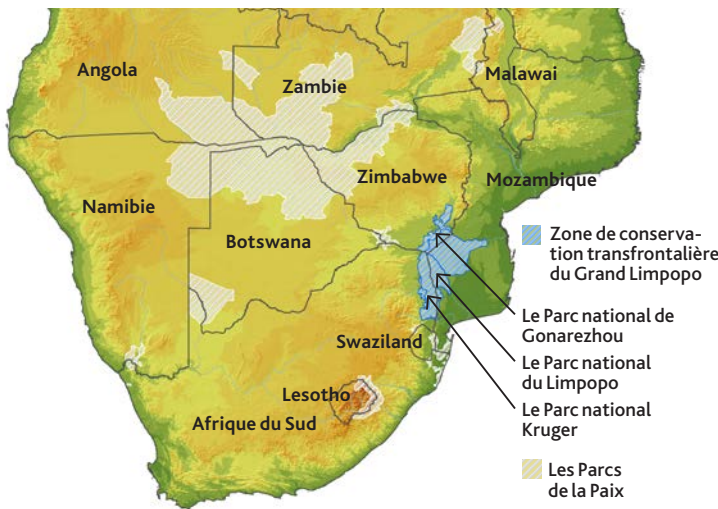 Angola
Zambie
Malawai
Zimbabwe
Mozambique
Namibie
Botswana
Zone de conserva-
tion transfrontalière
du Grand Limpopo
Le Parc national de
Gonarezhou
Swaziland
Le Parc national
du Limpopo
Lesotho
Le Parc national
Kruger
Afrique du Sud
Les Parcs
de la Paix